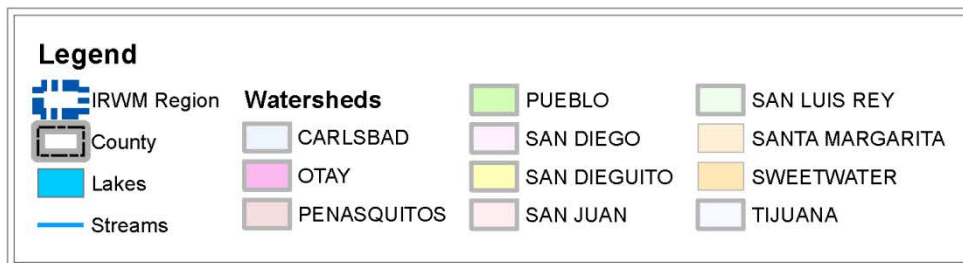 Legend
IRWM Region
County
Lakes
Streams
Watersheds
CARLSBAD
OTAY
PENASQUITOS
PUEBLO
SAN DIEGO
SAN DIEGUITO
SAN JUAN
SAN LUIS REY
SANTA MARGARITA
SWEETWATER
TIJUANA